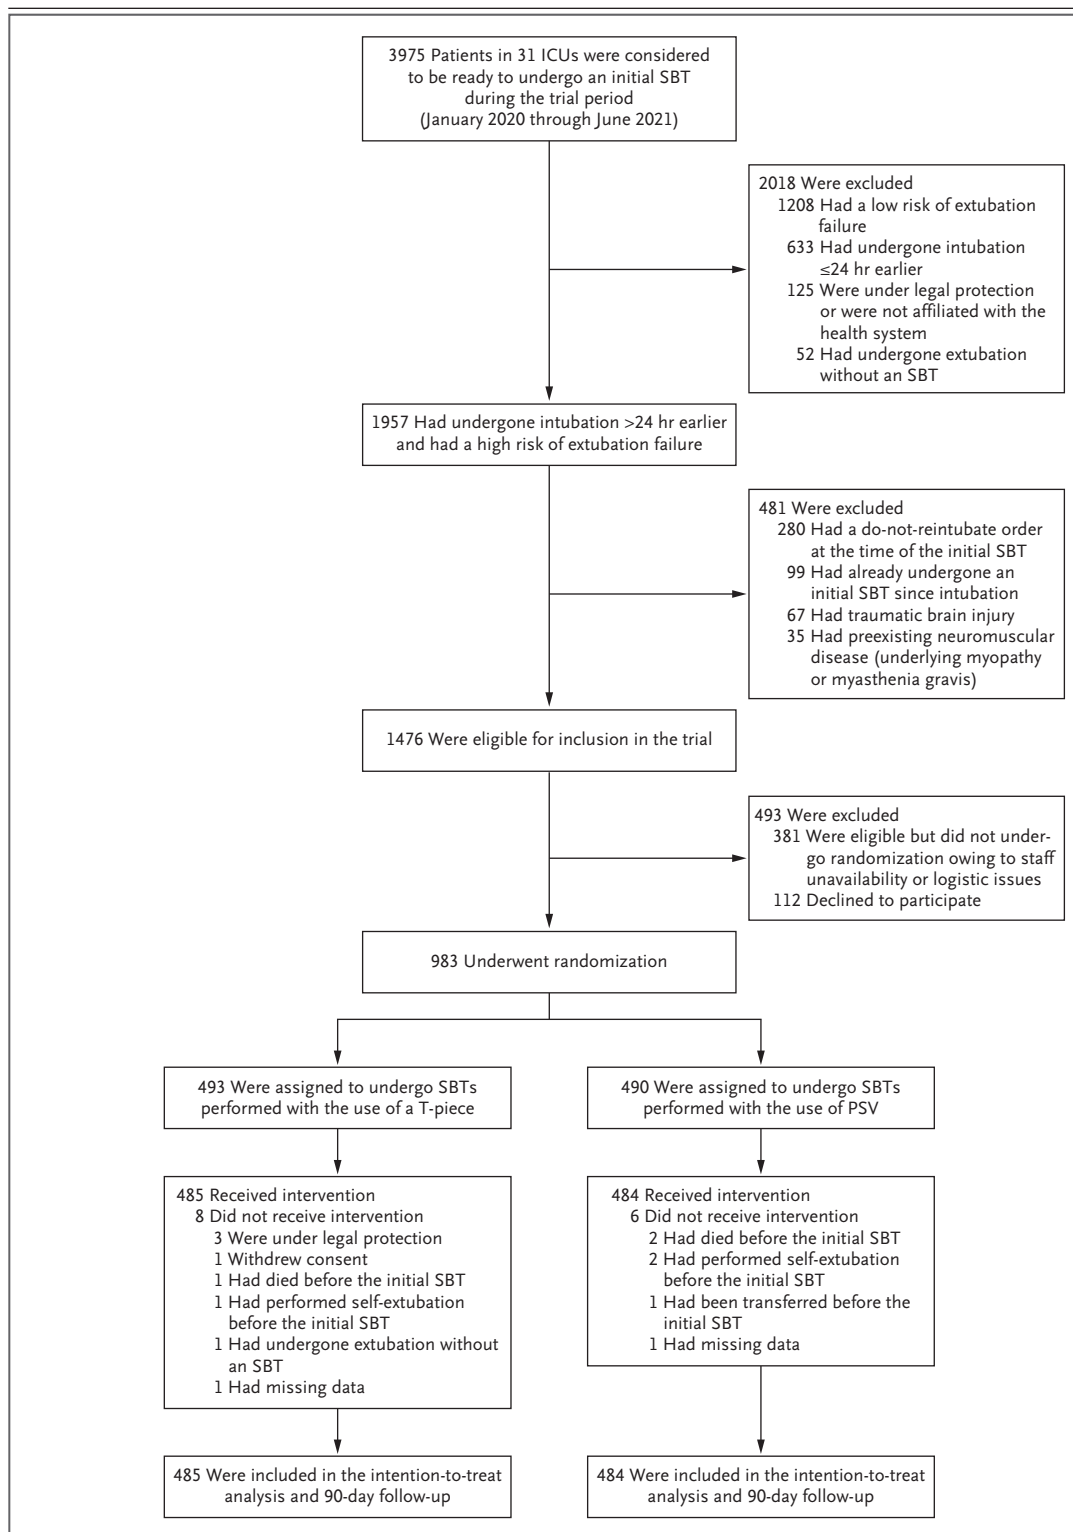 3975 Patients in 31 ICUs were considered
to be ready to undergo an initial SBT
during the trial period
(January 2020 through June 2021)
2018 Were excluded
1208 Had a low risk of extubation
failure
633 Had undergone intubation
≤24 hr earlier
125 Were under legal protection
or were not affiliated with the
health system
52 Had undergone extubation
without an SBT
1957 Had undergone intubation >24 hr earlier
and had a high risk of extubation failure
481 Were excluded
280 Had a do-not-reintubate order
at the time of the initial SBT
99 Had already undergone an
initial SBT since intubation
67 Had traumatic brain injury
35 Had preexisting neuromuscular
disease (underlying myopathy
or myasthenia gravis)
1476 Were eligible for inclusion in the trial
493 Were excluded
381 Were eligible but did not under-
go randomization owing to staff
unavailability or logistic issues
112 Declined to participate
983 Underwent randomization
493 Were assigned to undergo SBTs
performed with the use of a T-piece
490 Were assigned to undergo SBTs
performed with the use of PSV
485 Received intervention
8 Did not receive intervention
3 Were under legal protection
1 Withdrew consent
1 Had died before the initial SBT
1 Had performed self-extubation
before the initial SBT
1 Had undergone extubation without
an SBT
1 Had missing data
484 Received intervention
6 Did not receive intervention
2 Had died before the initial SBT
2 Had performed self-extubation
before the initial SBT
1 Had been transferred before the
initial SBT
1 Had missing data
485 Were included in the intention-to-treat
analysis and 90-day follow-up
484 Were included in the intention-to-treat
analysis and 90-day follow-up